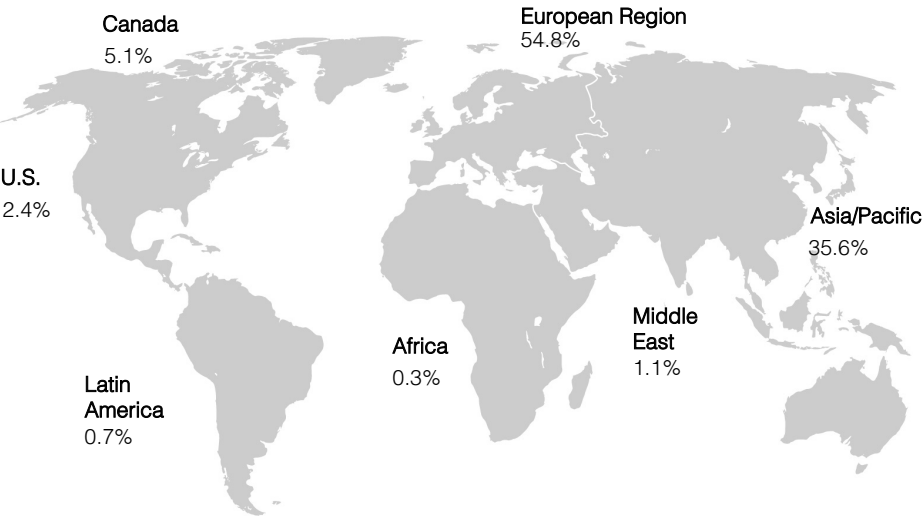 Canada
5.1%
European Region
54.8%
U.S.
2.4%
Asia/Pacific
35.6%
Middle
East
1.1%
Africa
0.3%
Latin
America
0.7%